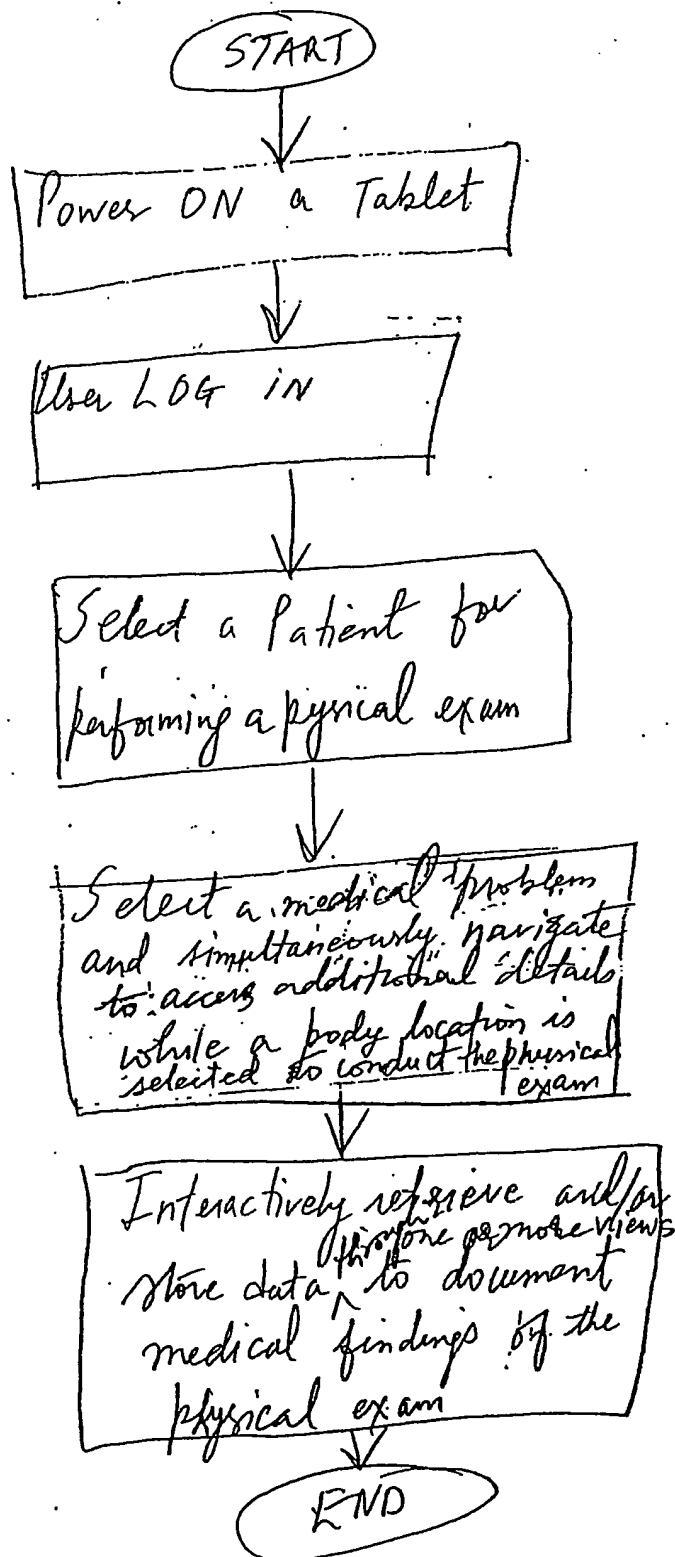 START
Power ON a Tablet
User LOG IN
Select a Patient for
performing a pysical exam
Select a medical problem
and simultaneously navigate
to access additional details
while a body location is
selected to conduct the physical
exam
Interactively retrieve and/or
through one or more views
store data ^ to document
medical findings of the
physical exam
END